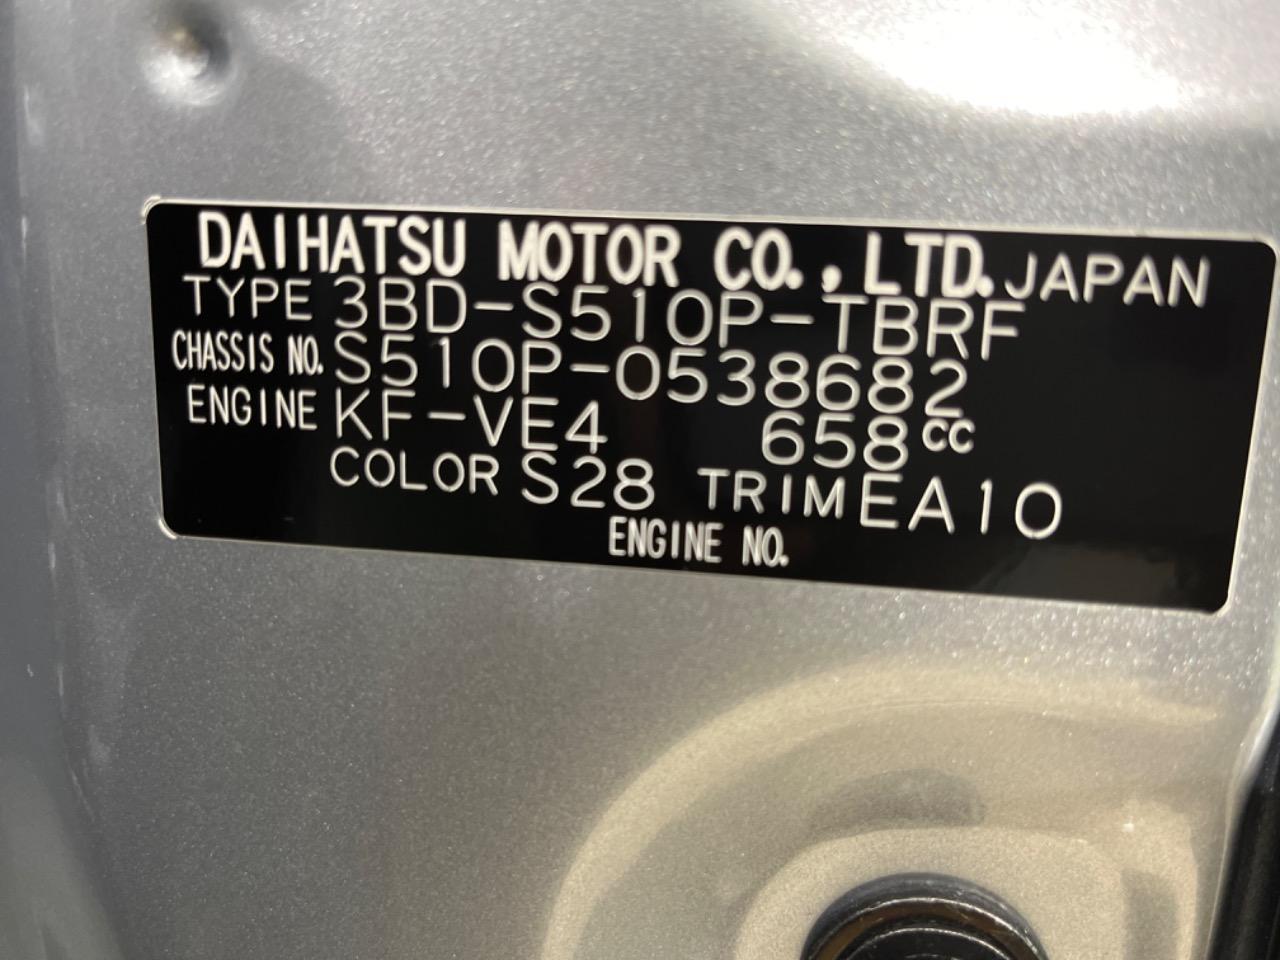 DAIHATSU MOTOR CO., LTD. JAPAN
TYPE 3BD-S510P-TBRF
CHASSIS NO. S510P-0538682
ENGINE KF-VE4 658cc
COLOR S28 TRIM EA10
ENGINE NO.